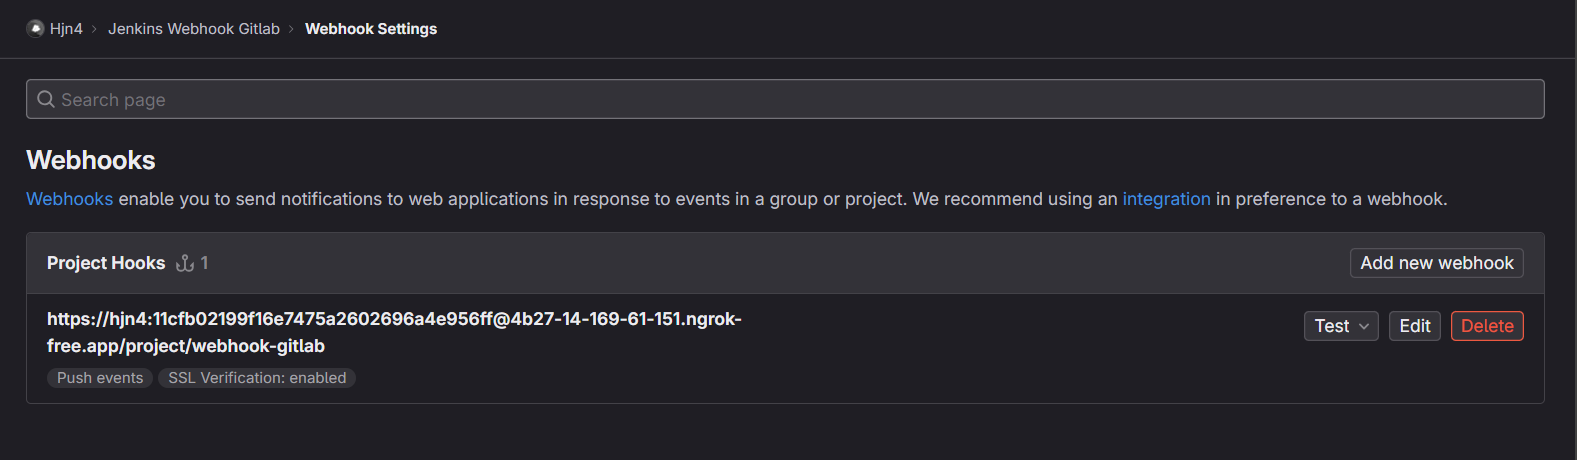 Hjn4 > Jenkins Webhook Gitlab > Webhook Settings
Search page
Webhooks
Webhooks enable you to send notifications to web applications in response to events in a group or project. We recommend using an integration in preference to a webhook.
Project Hooks 1
Add new webhook
https://hjn4:11cfb02199f16e7475a2602696a4e956ff@4b27-14-169-61-151.ngrok-
free.app/project/webhook-gitlab
Test Edit Delete
Push events SSL Verification: enabled